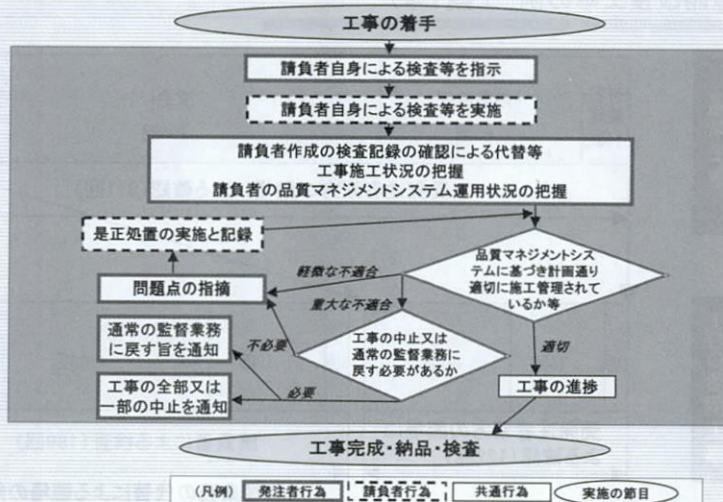 工事の着手
請負者自身による検査等を指示
請負者自身による検査等を実施
請負者作成の検査記録の確認による代替等
工事施工状況の把握
請負者の品質マネジメントシステム運用状況の把握
是正処置の実施と記録
品質マネジメントシス
テムに基づき計画通り
適切に施工管理されて
いるか等
軽微な不適合
問題点の指摘
重大な不適合
通常の監督業務
に戻す旨を通知
不必要
工事の中止又は
通常の監督業務に
戻す必要があるか
適切
工事の全部又は
一部の中止を通知
必要
工事の進捗
工事完成・納品・検査
(凡例)
発注者行為
請負者行為
共通行為
実施の節目